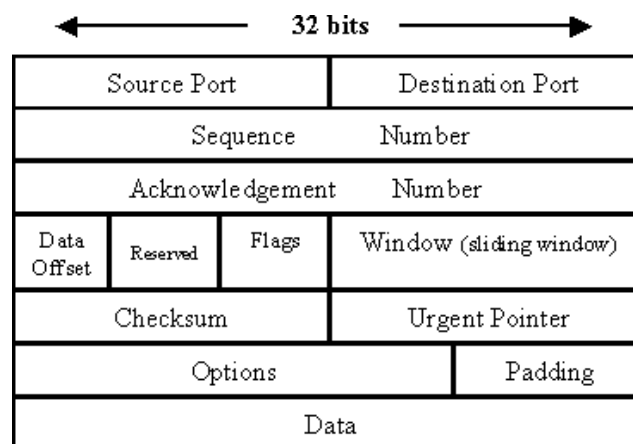 32 bits
Source Port
Destination Port
Sequence Number
Acknowledgement Number
Data
Offset
Reserved
Flags
Window (sliding window)
Checksum
Urgent Pointer
Options
Padding
Data